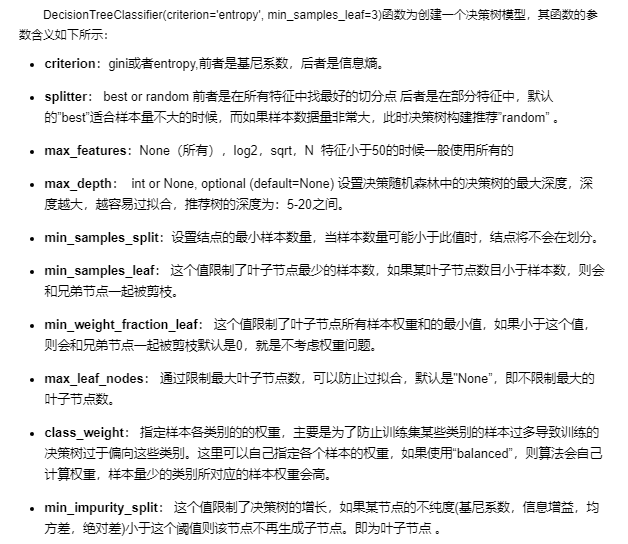 DecisionTreeClassifier(criterion='entropy', min_samples_leaf=3)函数为创建一个决策树模型，其函数的参
数含义如下所示：
• criterion：gini或者entropy,前者是基尼系数，后者是信息熵。
• splitter： best or random 前者是在所有特征中找最好的切分点 后者是在部分特征中，默认
的”best”适合样本量不大的时候，而如果样本数据量非常大，此时决策树构建推荐”random” 。
• max_features：None（所有），log2，sqrt，N 特征小于50的时候一般使用所有的
• max_depth： int or None, optional (default=None) 设置决策随机森林中的决策树的最大深度，深
度越大，越容易过拟合，推荐树的深度为：5-20之间。
• min_samples_split：设置结点的最小样本数量，当样本数量可能小于此值时，结点将不会在划分。
• min_samples_leaf： 这个值限制了叶子节点最少的样本数，如果某叶子节点数目小于样本数，则会
和兄弟节点一起被剪枝。
• min_weight_fraction_leaf： 这个值限制了叶子节点所有样本权重和的最小值，如果小于这个值，
则会和兄弟节点一起被剪枝默认是0，就是不考虑权重问题。
• max_leaf_nodes： 通过限制最大叶子节点数，可以防止过拟合，默认是"None”，即不限制最大的
叶子节点数。
• class_weight： 指定样本各类别的的权重，主要是为了防止训练集某些类别的样本过多导致训练的
决策树过于偏向这些类别。这里可以自己指定各个样本的权重，如果使用“balanced”，则算法会自己
计算权重，样本量少的类别所对应的样本权重会高。
• min_impurity_split： 这个值限制了决策树的增长，如果某节点的不纯度(基尼系数，信息增益，均
方差，绝对差)小于这个阈值则该节点不再生成子节点。即为叶子节点 。